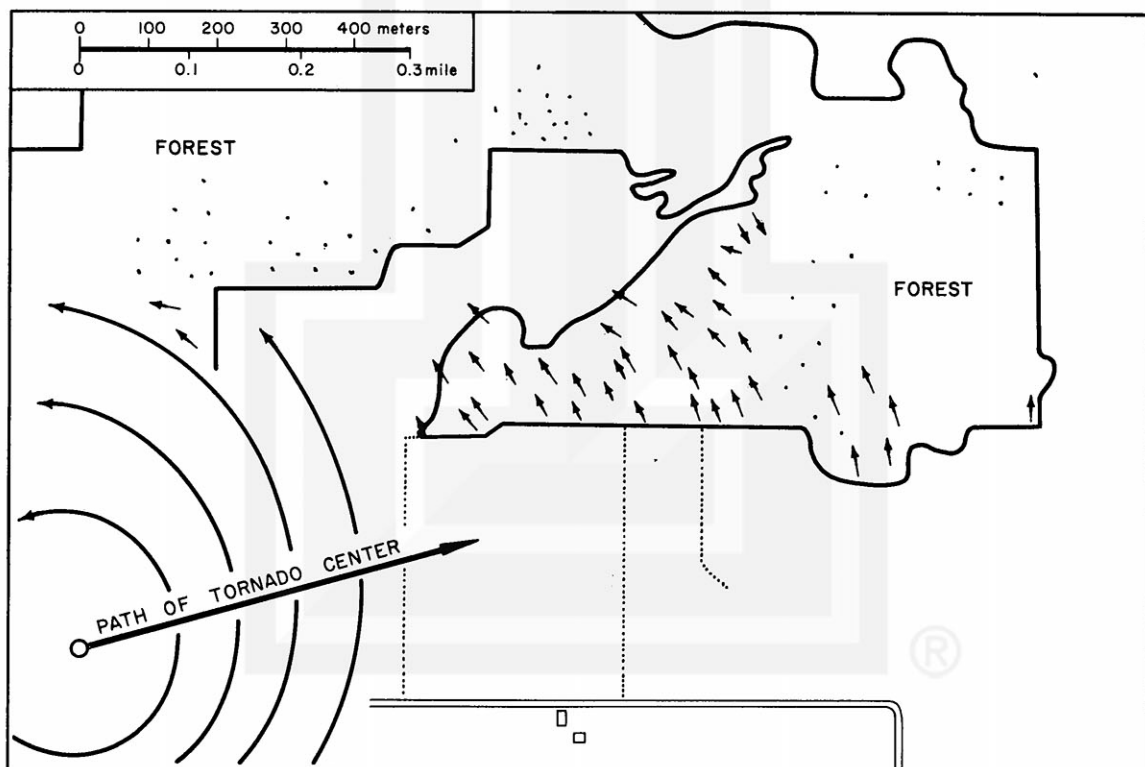 0 100 200 300 400 meters
0 0.1 0.2 0.3 mile
FOREST
FOREST
PATH OF TORNADO CENTER
®